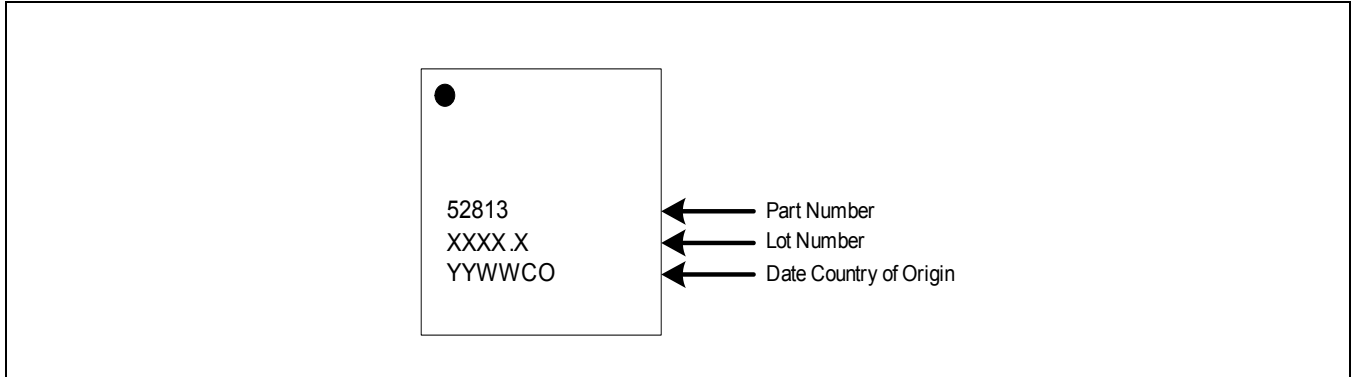 52813
Part Number
XXXX.X
Lot Number
YYWWCO
Date Country of Origin